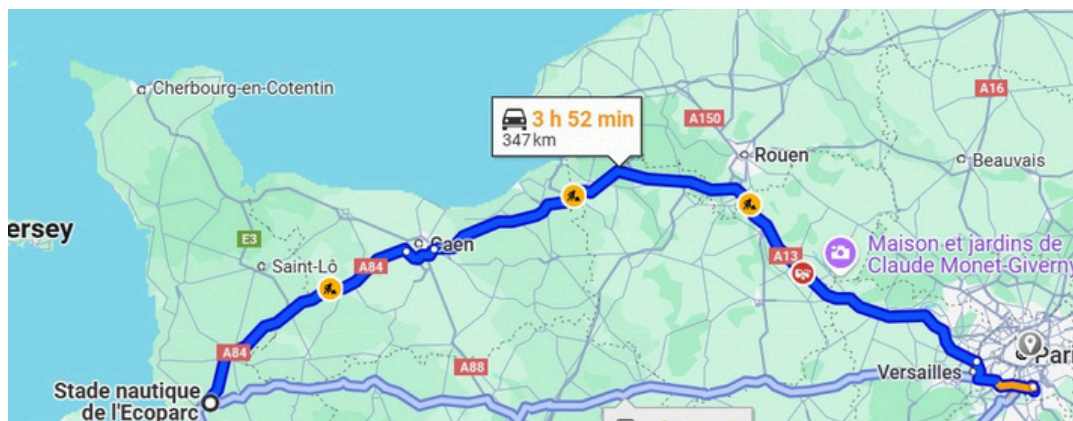 Cherbourg-en-Cotentin
A16
3 h 52 min
347 km
A150
Rouen
Beauvais
ersey
E3
Caen
Saint-Lô
A84
A13
Maison et jardins de
Claude Monet-Giverny
A84
A88
Versailles
Pari
Stade nautique
de l'Ecoparc